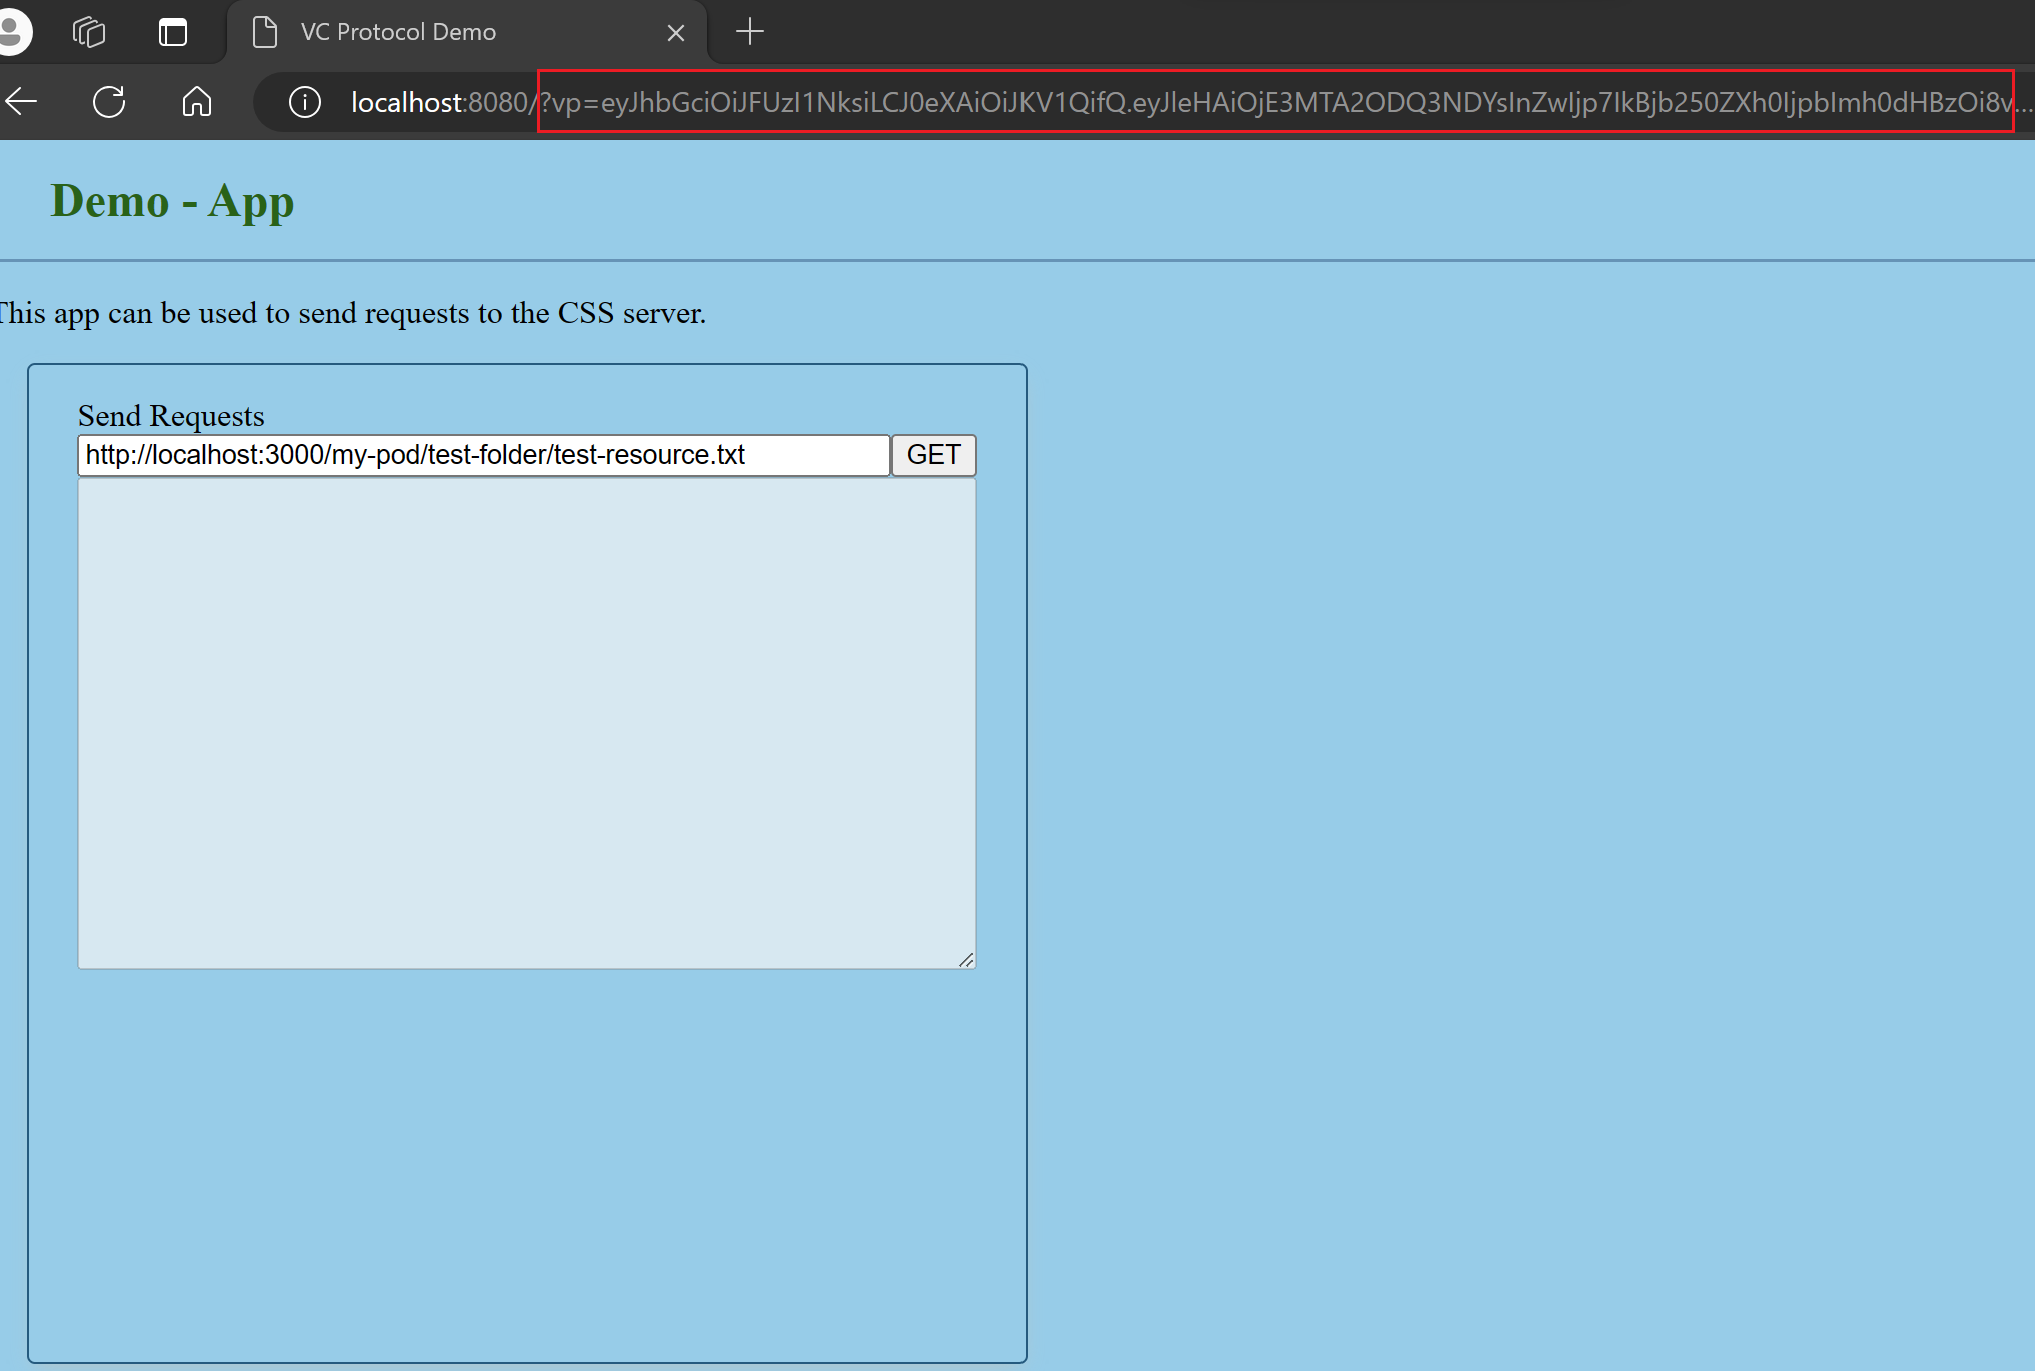 VC Protocol Demo
localhost:8080/?vp=eyJhbGciOiJFUzI1NksiLCJ0eXAiOiJKV1QifQ.eyJleHAiOjE3MTA2ODQ3NDYsInZwIjp7IkBjb250ZXh0IjpbImh0dHBzOi8v...
Demo - App
This app can be used to send requests to the CSS server.
Send Requests
http://localhost:3000/my-pod/test-folder/test-resource.txt GET